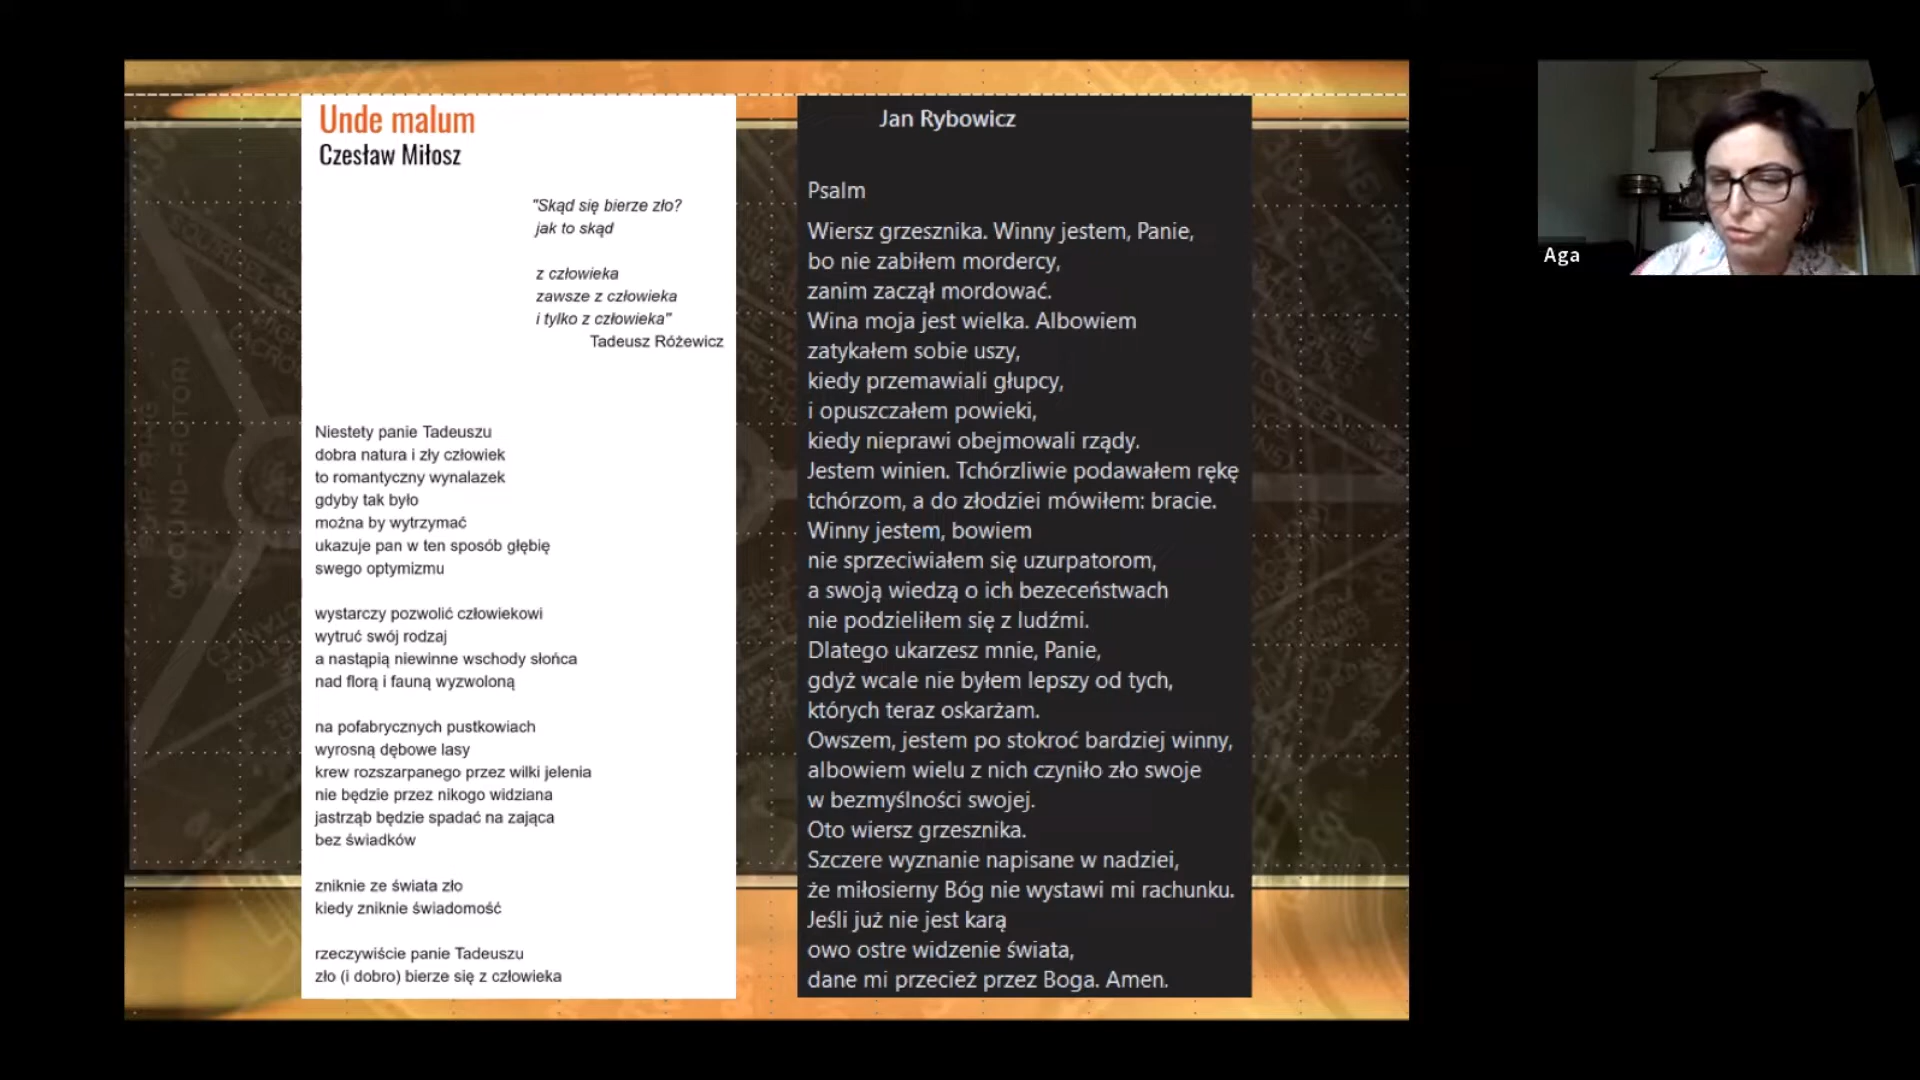 Unde malum
Czesław Miłosz
"Skąd się bierze zło?
jak to skąd
z człowieka
zawsze z człowieka
i tylko z człowieka"
Tadeusz Różewicz
Niestety panie Tadeuszu
dobra natura i zły człowiek
to romantyczny wynalazek
gdyby tak było
można by wytrzymać
ukazuje pan w ten sposób głębię
swego optymizmu
wystarczy pozwolić człowiekowi
wytruć swój rodzaj
a nastąpią niewinne wschody słońca
nad florą i fauną wyzwoloną
na pofabrycznych pustkowiach
wyrosną dębowe lasy
krew rozszarpanego przez wilki jelenia
nie będzie przez nikogo widziana
jastrząb będzie spadać na zająca
bez świadków
zniknie ze świata zło
kiedy zniknie świadomość
rzeczywiście panie Tadeuszu
zło (i dobro) bierze się z człowieka
Jan Rybowicz
Psalm
Wiersz grzesznika. Winny jestem, Panie,
bo nie zabiłem mordercy,
zanim zaczął mordować.
Wina moja jest wielka. Albowiem
zatykałem sobie uszy,
kiedy przemawiali głupcy,
i opuszczałem powieki,
kiedy nieprawi obejmowali rządy.
Jestem winien. Tchórzliwie podawałem rękę
tchórzom, a do złodziei mówiłem: bracie.
Winny jestem, bowiem
nie sprzeciwiałem się uzurpatorom,
a swoją wiedzą o ich bezeceństwach
nie podzieliłem się z ludźmi.
Dlatego ukarzesz mnie, Panie,
gdyż wcale nie byłem lepszy od tych,
których teraz oskarżam.
Owszem, jestem po stokroć bardziej winny,
albowiem wielu z nich czyniło zło swoje
w bezmyślności swojej.
Oto wiersz grzesznika.
Szczere wyznanie napisane w nadziei,
że miłosierny Bóg nie wystawi mi rachunku.
Jeśli już nie jest karą
owo ostre widzenie świata,
dane mi przecież przez Boga. Amen.
Aga